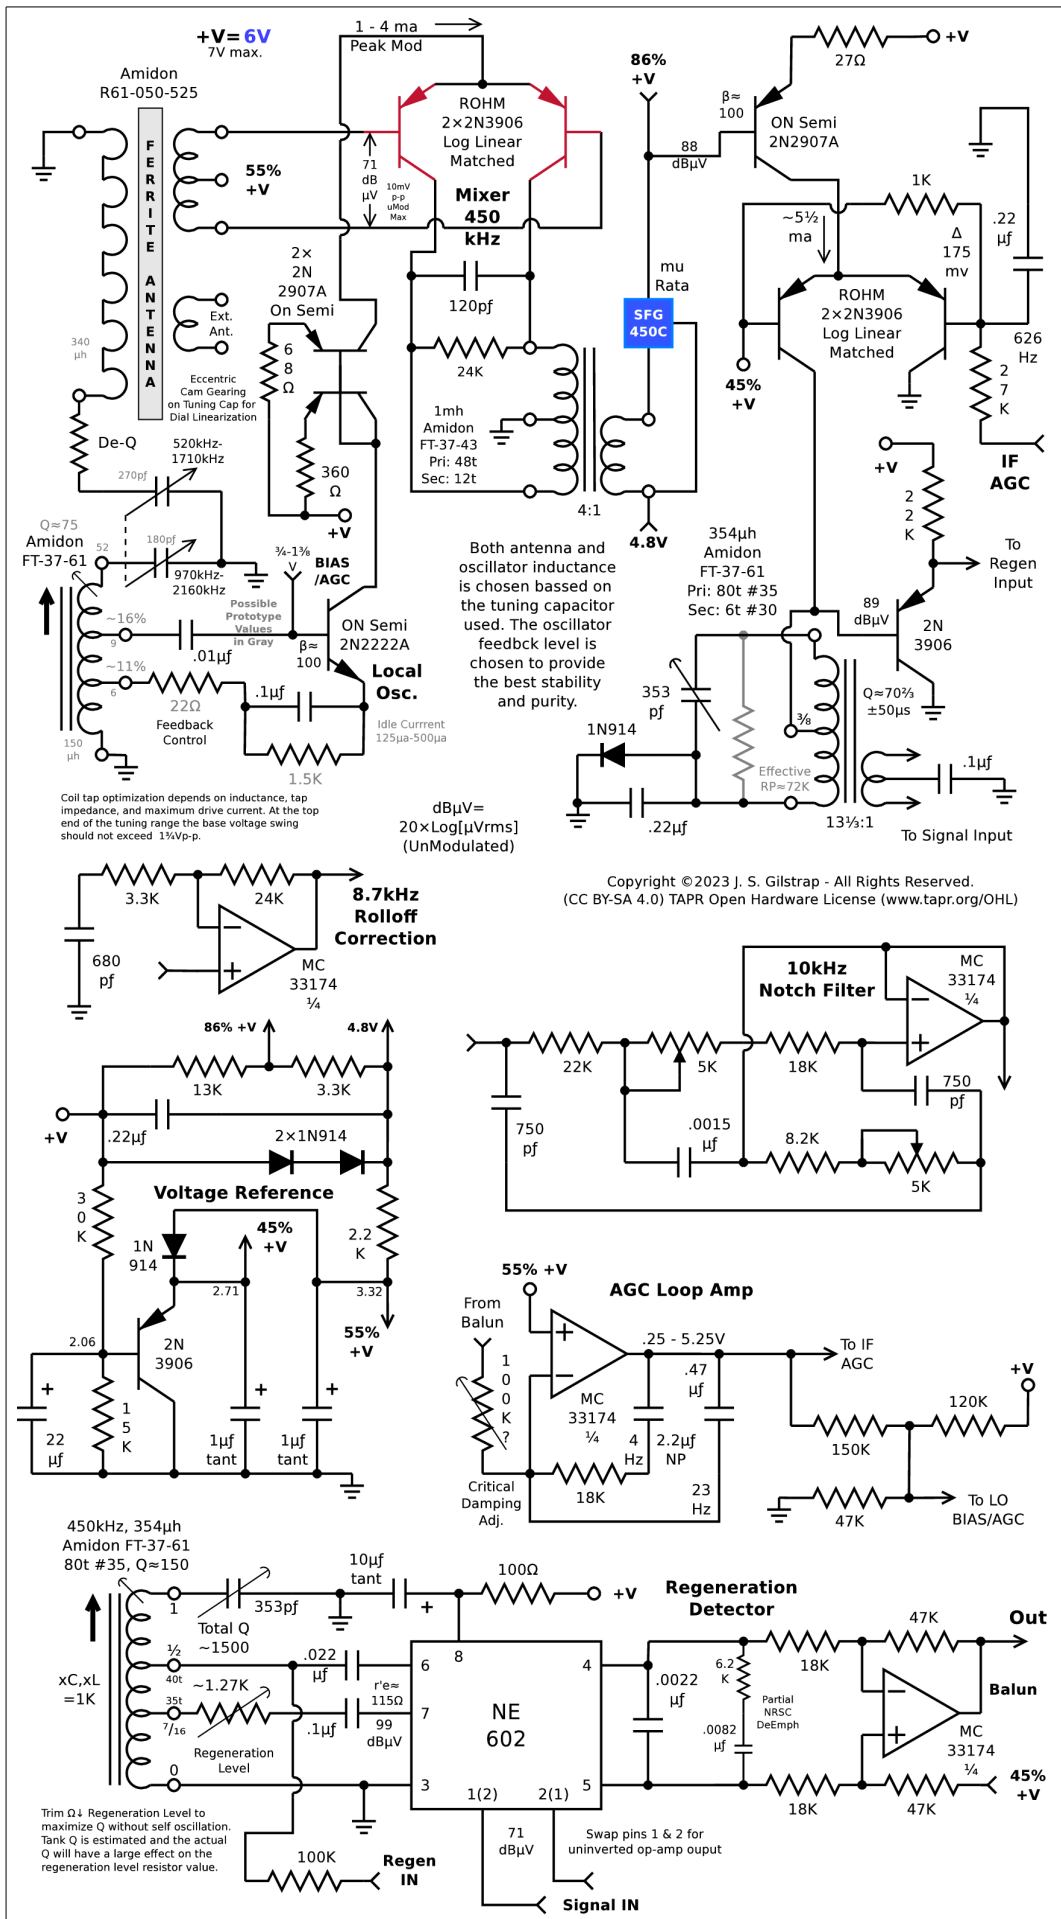 +V= 6V
7V max.
1 - 4 ma
Peak Mod
Amidon
R61-050-525
FERRITE ANTENNA
55%
+V
Ext.
Ant.
340
μh
71
dB
μV
10mV
p-p
uMod
Max
ROHM
2×2N3906
Log Linear
Matched
Mixer
450
kHz
2×
2N
2907A
On Semi
68Ω
360
Ω
+V
120pf
24K
1mh
Amidon
FT-37-43
Pri: 48t
Sec: 12t
4:1
86%
+V
88
dBμV
mu
Rata
SFG
450C
4.8V
27Ω
+V
β≈
100
ON Semi
2N2907A
~5½
ma
1K
Δ
175
mv
.22
μf
ROHM
2×2N3906
Log Linear
Matched
626
Hz
45%
+V
27K
IF
AGC
+V
22K
To
Regen
Input
89
dBμV
2N
3906
Eccentric
Cam Gearing
on Tuning Cap for
Dial Linearization
De-Q
520kHz-
1710kHz
270pf
180pf
970kHz-
2160kHz
Q≈75
Amidon
FT-37-61
52
~16%
9
~11%
6
150
μh
.01μf
Possible
Prototype
Values
in Gray
¾-1⅜
V
BIAS
/AGC
β≈
100
ON Semi
2N2222A
Local
Osc.
22Ω
Feedback
Control
.1μf
1.5K
Idle Currrent
125μa-500μa
Both antenna and
oscillator inductance
is chosen bassed on
the tuning capacitor
used. The oscillator
feedbck level is
chosen to provide
the best stability
and purity.
354μh
Amidon
FT-37-61
Pri: 80t #35
Sec: 6t #30
353
pf
1N914
.22μf
Effective
RP≈72K
⅜
Q≈70⅔
±50μs
13⅓:1
.1μf
To Signal Input
Coil tap optimization depends on inductance, tap
impedance, and maximum drive current. At the top
end of the tuning range the base voltage swing
should not exceed 1¾Vp-p.
dBμV=
20×Log[μVrms]
(UnModulated)
Copyright ©2023 J. S. Gilstrap - All Rights Reserved.
(CC BY-SA 4.0) TAPR Open Hardware License (www.tapr.org/OHL)
3.3K
24K
680
pf
MC
33174
¼
8.7kHz
Rolloff
Correction
10kHz
Notch Filter
MC
33174
¼
22K
5K
18K
750
pf
.0015
μf
750
pf
8.2K
5K
86% +V
4.8V
13K
3.3K
+V
.22μf
2×1N914
30K
Voltage Reference
1N
914
45%
+V
2.2
K
2.71
3.32
55%
+V
2.06
2N
3906
15K
22
μf
+
1μf
tant
+
1μf
tant
+
55% +V
AGC Loop Amp
From
Balun
100K?
Critical
Damping
Adj.
.25 - 5.25V
MC
33174
¼
.47
μf
4
Hz
2.2μf
NP
18K
23
Hz
To IF
AGC
+V
120K
150K
47K
To LO
BIAS/AGC
450kHz, 354μh
Amidon FT-37-61
80t #35, Q≈150
1
½
40t
35t
7/16
0
xC,xL
=1K
353pf
Total Q
~1500
~1.27K
Regeneration
Level
10μf
tant
+
100Ω
+V
.022
μf
.1μf
r'e≈
115Ω
99
dBμV
6
7
3
8
4
5
1(2)
2(1)
NE
602
Regeneration
Detector
.0022
μf
6.2
K
.0082
μf
Partial
NRSC
DeEmph
18K
47K
Out
Balun
MC
33174
¼
18K
47K
45%
+V
Trim Ω↓ Regeneration Level to
maximize Q without self oscillation.
Tank Q is estimated and the actual
Q will have a large effect on the
regeneration level resistor value.
100K
Regen
IN
71
dBμV
Signal IN
Swap pins 1 & 2 for
uninverted op-amp ouput